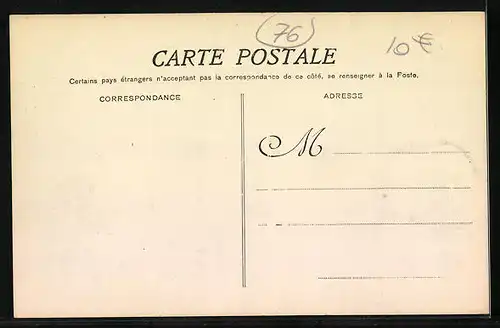 (76)
10€
CARTE POSTALE
Certains pays étrangers n'acceptent pas la correspondance de ce côté, se renseigner à la Poste.
CORRESPONDANCE
ADRESSE
M